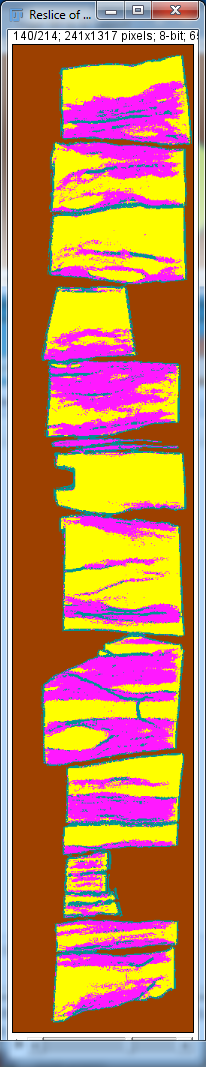 Reslice of ...
140/214; 241x1317 pixels; 8-bit; 6